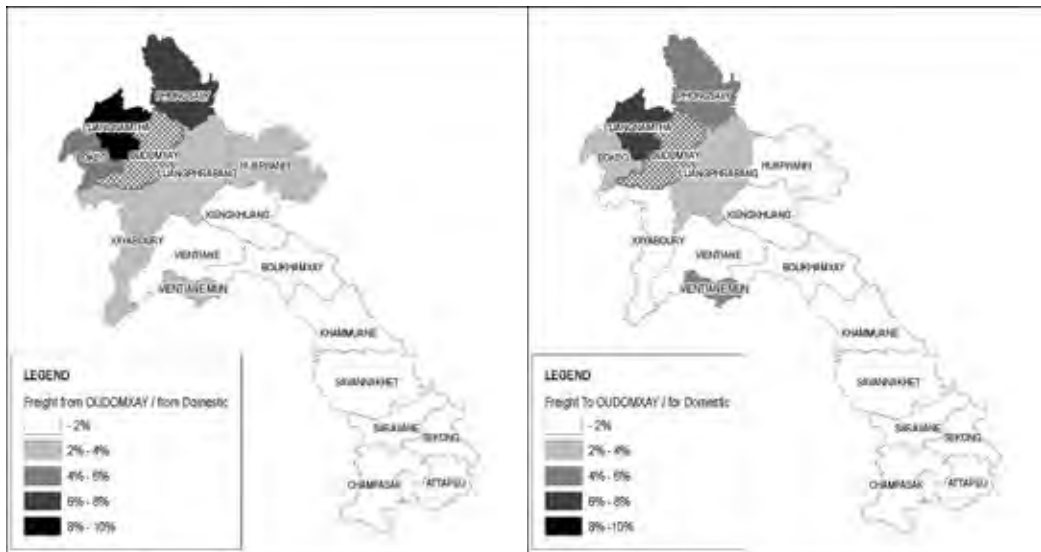 PHONGSALY
LUANGNAMTHA
BOKEO
OUDOMXAY
LUANGPHRABANG
HUAPHANH
XIENGKHUANG
XAYABOURY
VIENTIANE
BOLIKHAMXAY
VIENTIANE MUN
KHAMMUANE
SAVANNAKHET
SARAVANE
SEKONG
CHAMPASAK
ATTAPEU
LEGEND
Freight from OUDOMXAY / from Domestic
- 2%
2% - 4%
4% - 6%
6% - 8%
8% - 10%
PHONGSALY
LUANGNAMTHA
BOKEO
OUDOMXAY
LUANGPHRABANG
HUAPHANH
XIENGKHUANG
XAYABOURY
VIENTIANE
BOLIKHAMXAY
VIENTIANE MUN
KHAMMUANE
SAVANNAKHET
SARAVANE
SEKONG
CHAMPASAK
ATTAPEU
LEGEND
Freight To OUDOMXAY / for Domestic
- 2%
2% - 4%
4% - 6%
6% - 8%
8% - 10%